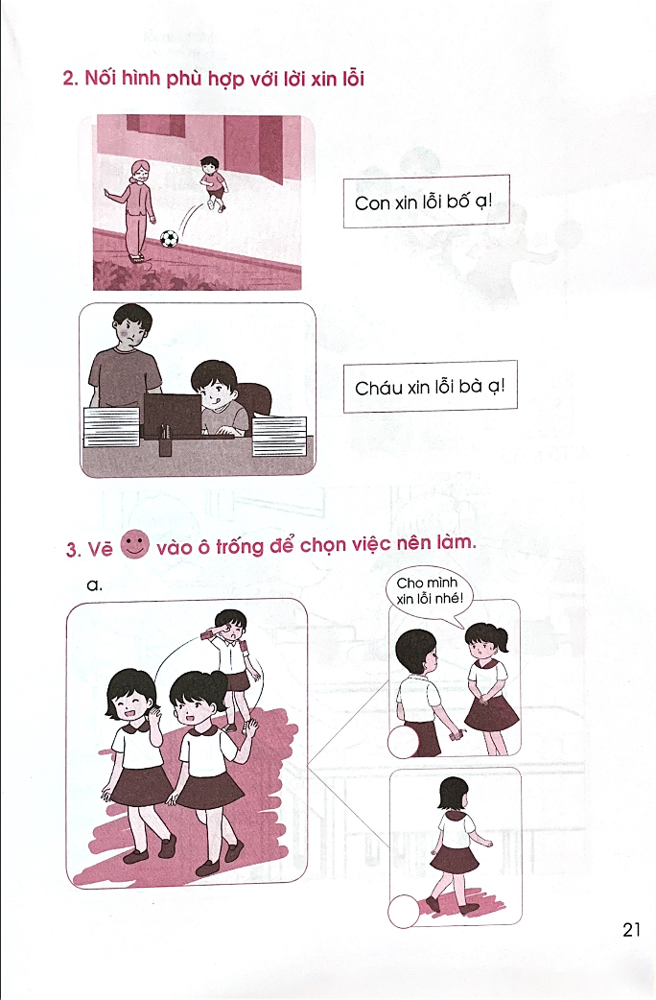 2. Nối hình phù hợp với lời xin lỗi
Con xin lỗi bố ạ!
Cháu xin lỗi bà ạ!
3. Vẽ vào ô trống để chọn việc nên làm.
a.
Cho mình
xin lỗi nhé!
21